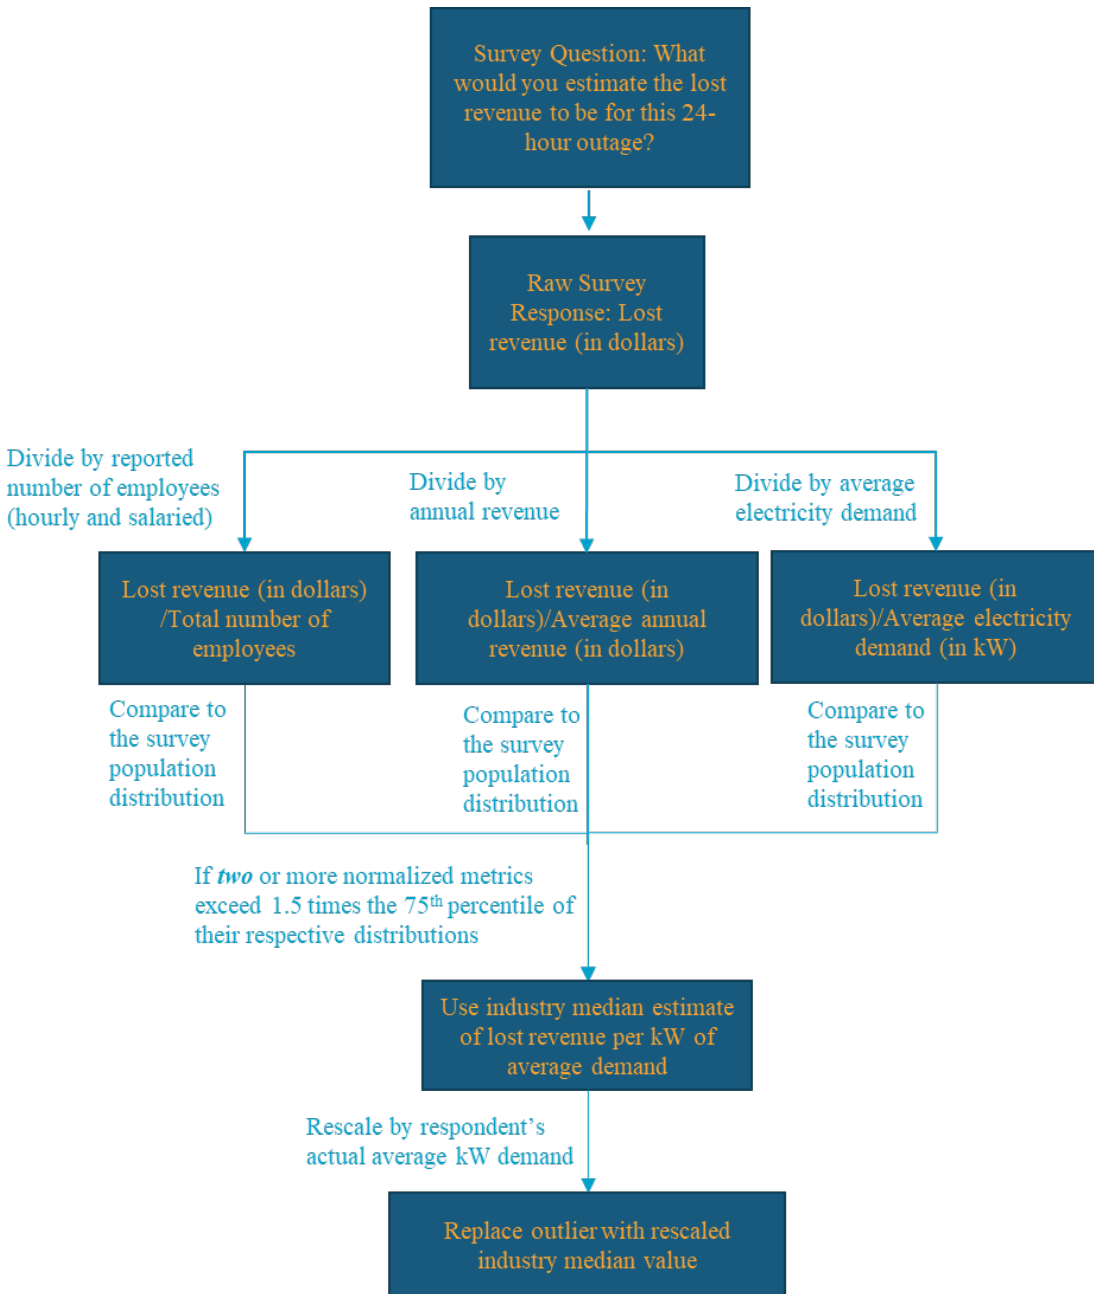 Survey Question: What
would you estimate the lost
revenue to be for this 24-
hour outage?
Raw Survey
Response: Lost
revenue (in dollars)
Divide by reported
number of employees
(hourly and salaried)
Divide by
annual revenue
Divide by average
electricity demand
Lost revenue (in dollars)
/Total number of
employees
Lost revenue (in
dollars)/Average annual
revenue (in dollars)
Lost revenue (in
dollars)/Average electricity
demand (in kW)
Compare to
the survey
population
distribution
Compare to
the survey
population
distribution
Compare to
the survey
population
distribution
If two or more normalized metrics
exceed 1.5 times the 75th percentile of
their respective distributions
Use industry median estimate
of lost revenue per kW of
average demand
Rescale by respondent’s
actual average kW demand
Replace outlier with rescaled
industry median value